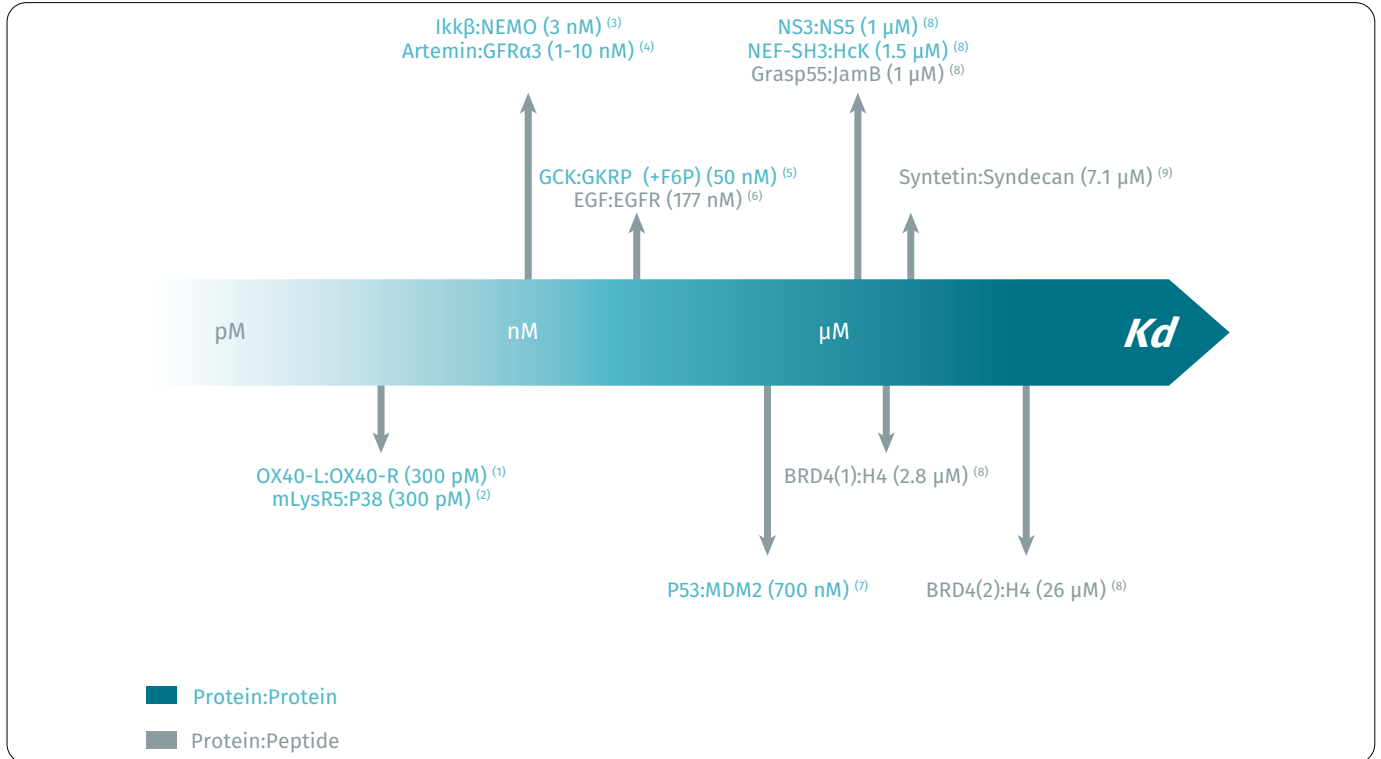 Ikkβ:NEMO (3 nM) (3)
Artemin:GFRα3 (1-10 nM) (4)
NS3:NS5 (1 µM) (8)
NEF-SH3:HcK (1.5 µM) (8)
Grasp55:JamB (1 µM) (8)
GCK:GKRP (+F6P) (50 nM) (5)
EGF:EGFR (177 nM) (6)
Syntetin:Syndecan (7.1 µM) (9)
pM
nM
µM
Kd
OX40-L:OX40-R (300 pM) (1)
mLysR5:P38 (300 pM) (2)
BRD4(1):H4 (2.8 µM) (8)
P53:MDM2 (700 nM) (7)
BRD4(2):H4 (26 µM) (8)
Protein:Protein
Protein:Peptide